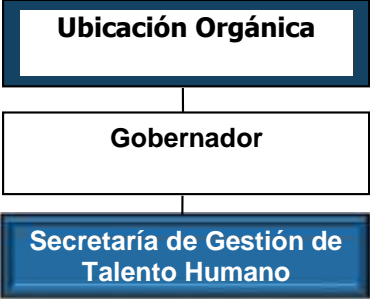 Ubicación Orgánica
Gobernador
Secretaría de Gestión de
Talento Humano